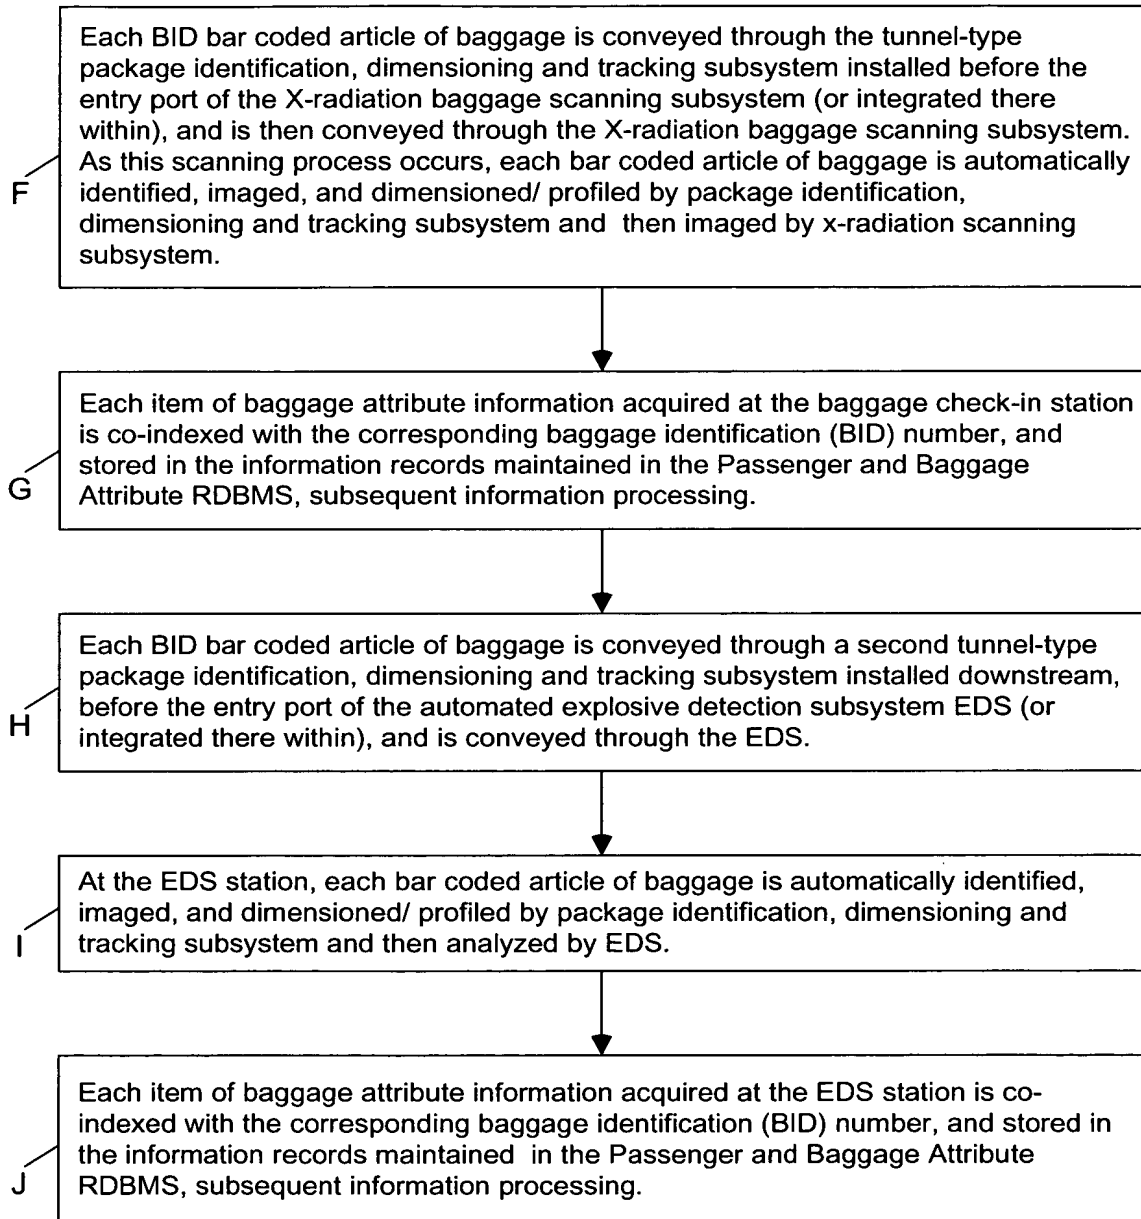 Each BID bar coded article of baggage is conveyed through the tunnel-type
package identification, dimensioning and tracking subsystem installed before the
entry port of the X-radiation baggage scanning subsystem (or integrated there
within), and is then conveyed through the X-radiation baggage scanning subsystem.
As this scanning process occurs, each bar coded article of baggage is automatically
identified, imaged, and dimensioned/ profiled by package identification,
dimensioning and tracking subsystem and then imaged by x-radiation scanning
subsystem.
F
Each item of baggage attribute information acquired at the baggage check-in station
is co-indexed with the corresponding baggage identification (BID) number, and
stored in the information records maintained in the Passenger and Baggage
Attribute RDBMS, subsequent information processing.
G
Each BID bar coded article of baggage is conveyed through a second tunnel-type
package identification, dimensioning and tracking subsystem installed downstream,
before the entry port of the automated explosive detection subsystem EDS (or
integrated there within), and is conveyed through the EDS.
H
At the EDS station, each bar coded article of baggage is automatically identified,
imaged, and dimensioned/ profiled by package identification, dimensioning and
tracking subsystem and then analyzed by EDS.
I
Each item of baggage attribute information acquired at the EDS station is co-
indexed with the corresponding baggage identification (BID) number, and stored in
the information records maintained in the Passenger and Baggage Attribute
RDBMS, subsequent information processing.
J